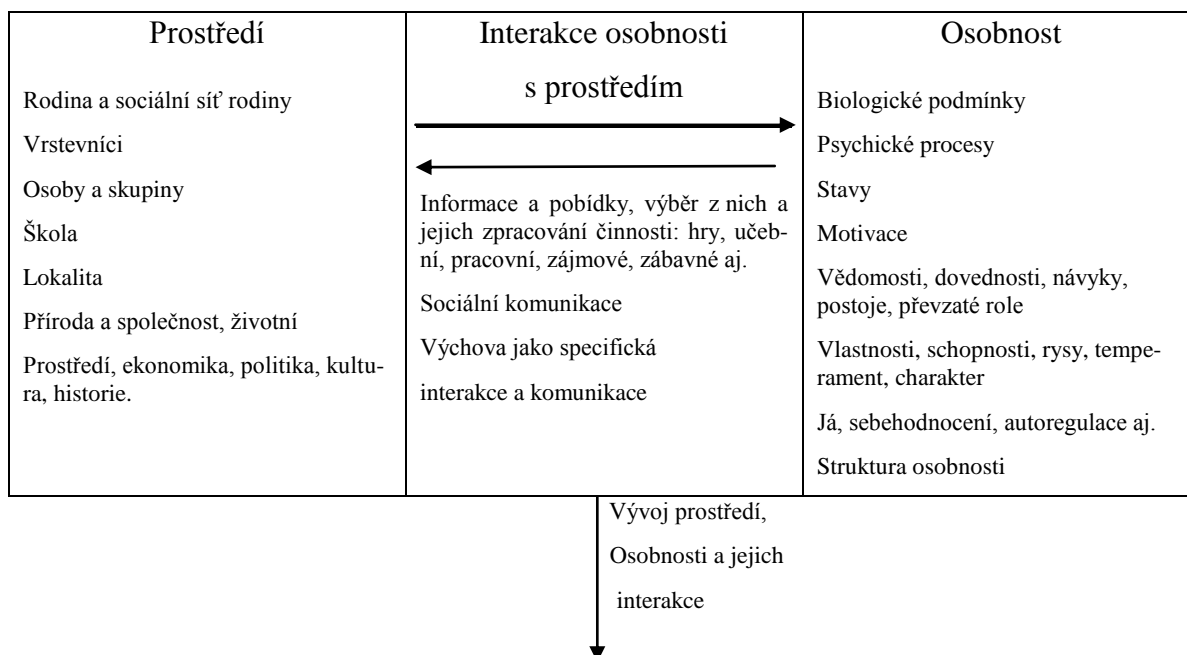 Prostředí
Rodina a sociální síť rodiny
Vrstevníci
Osoby a skupiny
Škola
Lokalita
Příroda a společnost, životní
Prostředí, ekonomika, politika, kultu-
ra, historie.
Interakce osobnosti
s prostředím
Informace a pobídky, výběr z nich a
jejich zpracování činnosti: hry, učeb-
ní, pracovní, zájmové, zábavné aj.
Sociální komunikace
Výchova jako specifická
interakce a komunikace
Osobnost
Biologické podmínky
Psychické procesy
Stavy
Motivace
Vědomosti, dovednosti, návyky,
postoje, převzaté role
Vlastnosti, schopnosti, rysy, tempe-
rament, charakter
Já, sebehodnocení, autoregulace aj.
Struktura osobnosti
Vývoj prostředí,
Osobnosti a jejich
interakce